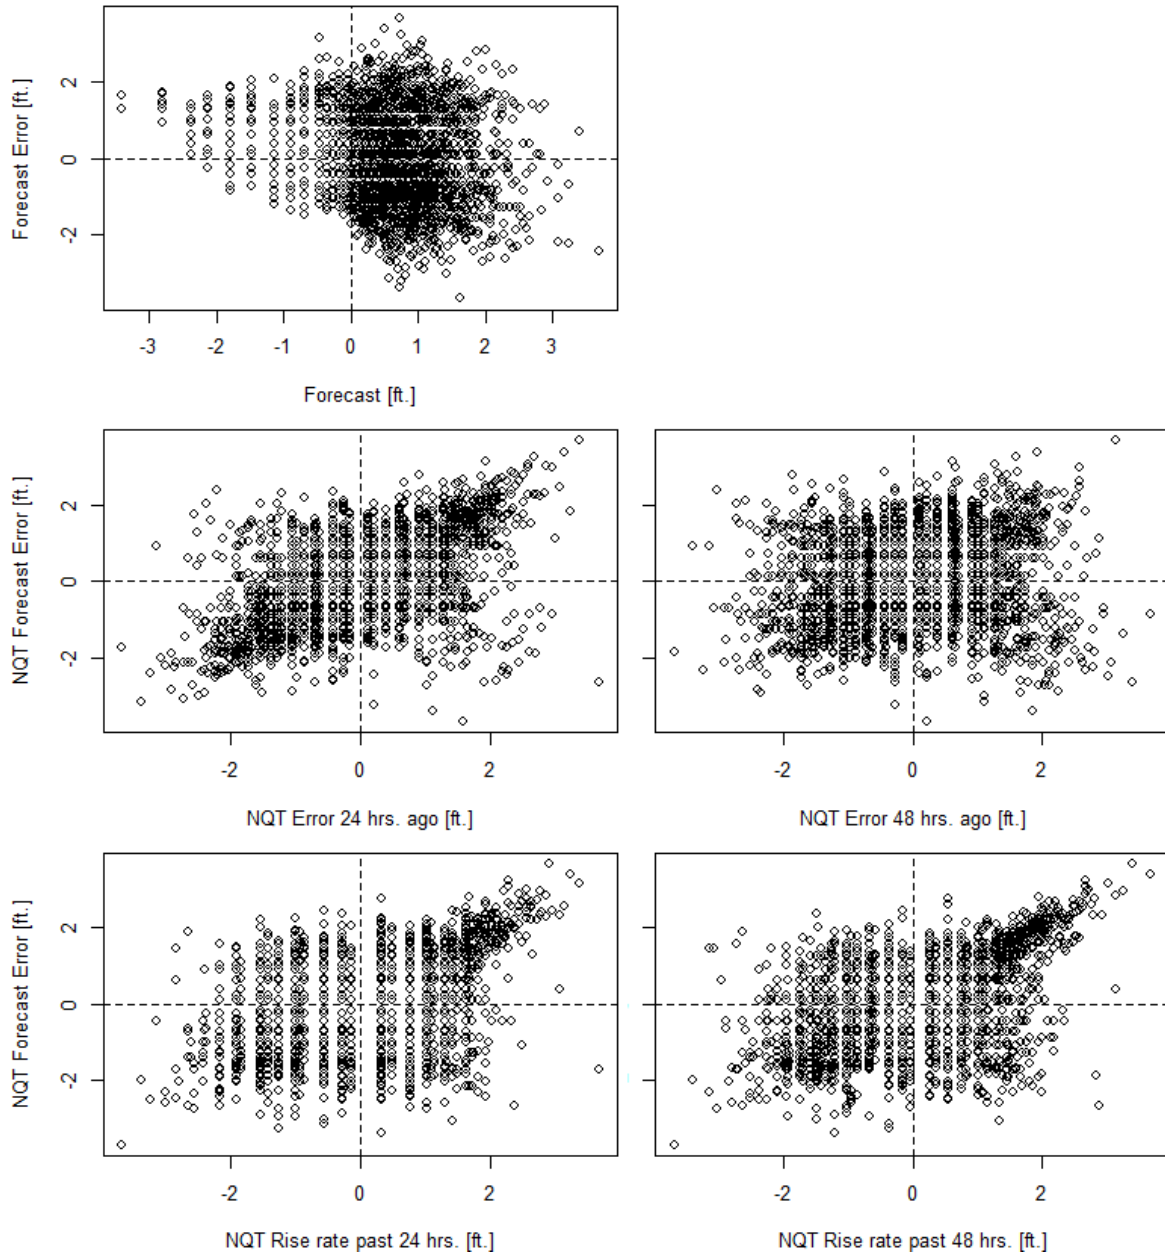 Forecast Error [ft.]
2
0
-2
-3 -2 -1 0 1 2 3
Forecast [ft.]
NQT Forecast Error [ft.]
2
0
-2
-2 0 2
NQT Error 24 hrs. ago [ft.]
-2 0 2
NQT Error 48 hrs. ago [ft.]
NQT Forecast Error [ft.]
2
0
-2
-2 0 2
NQT Rise rate past 24 hrs. [ft.]
-2 0 2
NQT Rise rate past 48 hrs. [ft.]